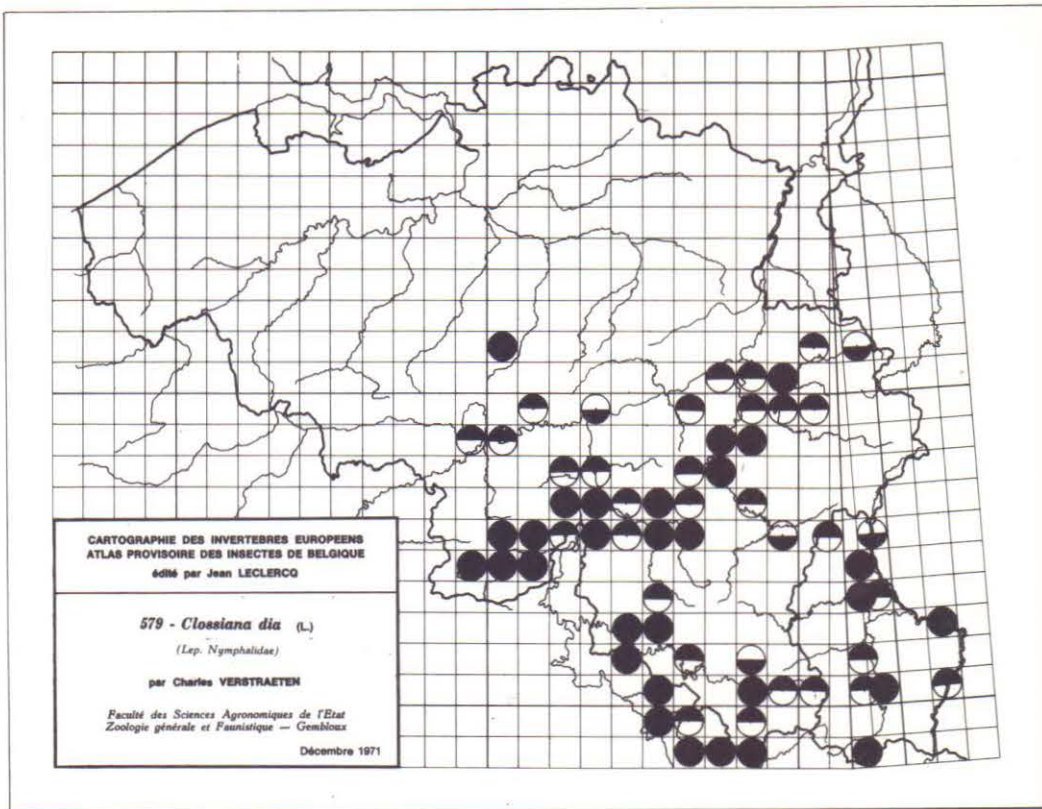 CARTOGRAPHIE DES INVERTEBRES EUROPEENS
ATLAS PROVISOIRE DES INSECTES DE BELGIQUE
édité par Jean LECLERCQ
579 - Clossiana dia (L.)
(Lep. Nymphalidae)
par Charles VERSTRAETEN
Faculté des Sciences Agronomiques de l'Etat
Zoologie générale et Faunistique — Gembloux
Décembre 1971